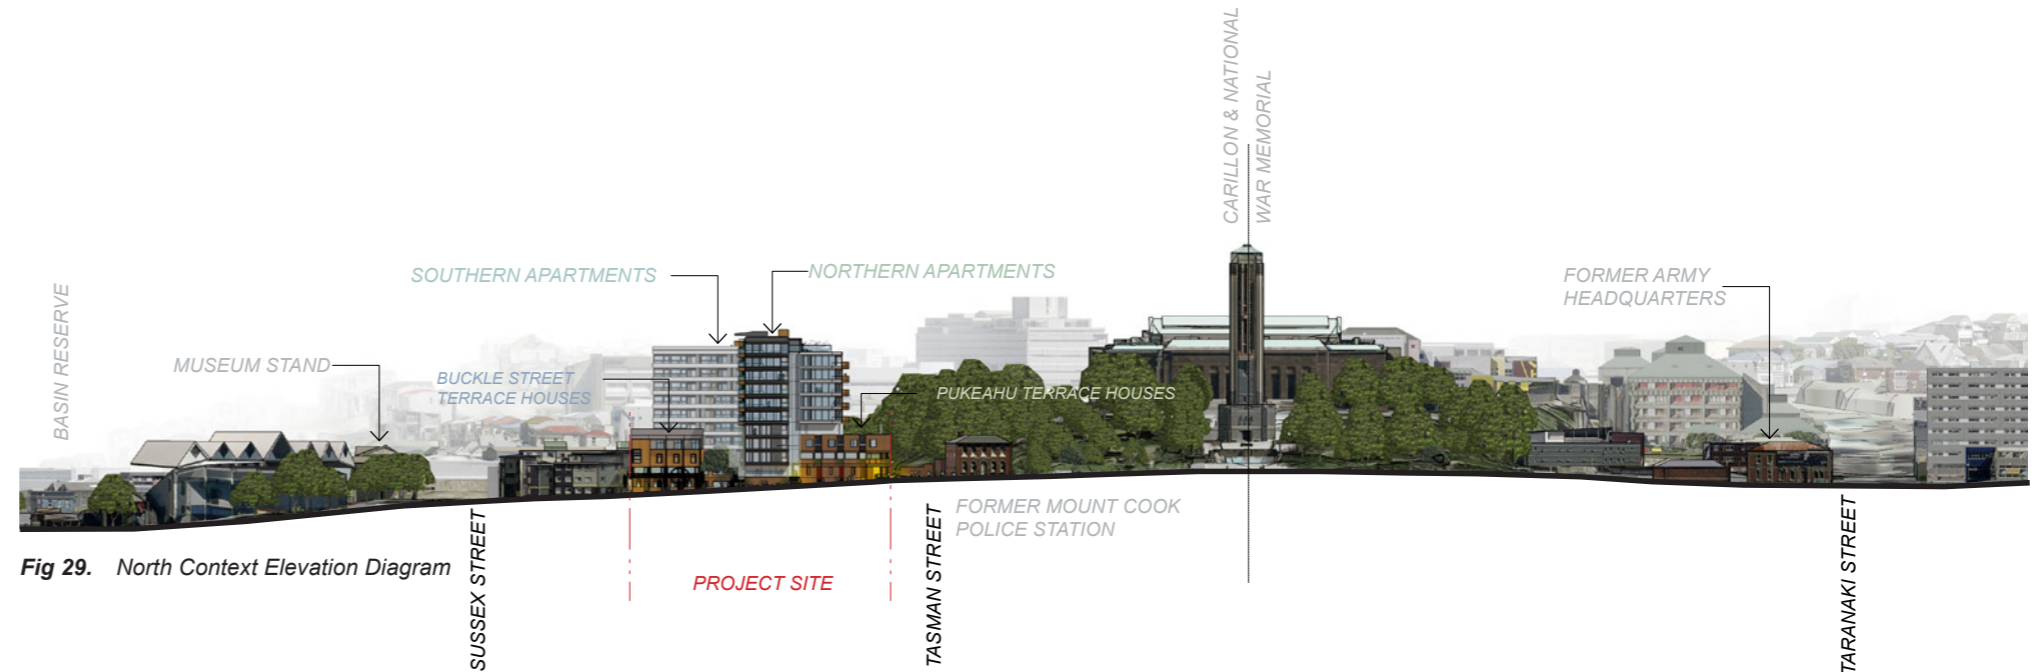 CARILLON & NATIONAL
WAR MEMORIAL
BASIN RESERVE
SOUTHERN APARTMENTS
NORTHERN APARTMENTS
FORMER ARMY
HEADQUARTERS
MUSEUM STAND
BUCKLE STREET
TERRACE HOUSES
PUKEAHU TERRACE HOUSES
FORMER MOUNT COOK
POLICE STATION
SUSSEX STREET
TASMAN STREET
TARANAKI STREET
PROJECT SITE
Fig 29. North Context Elevation Diagram